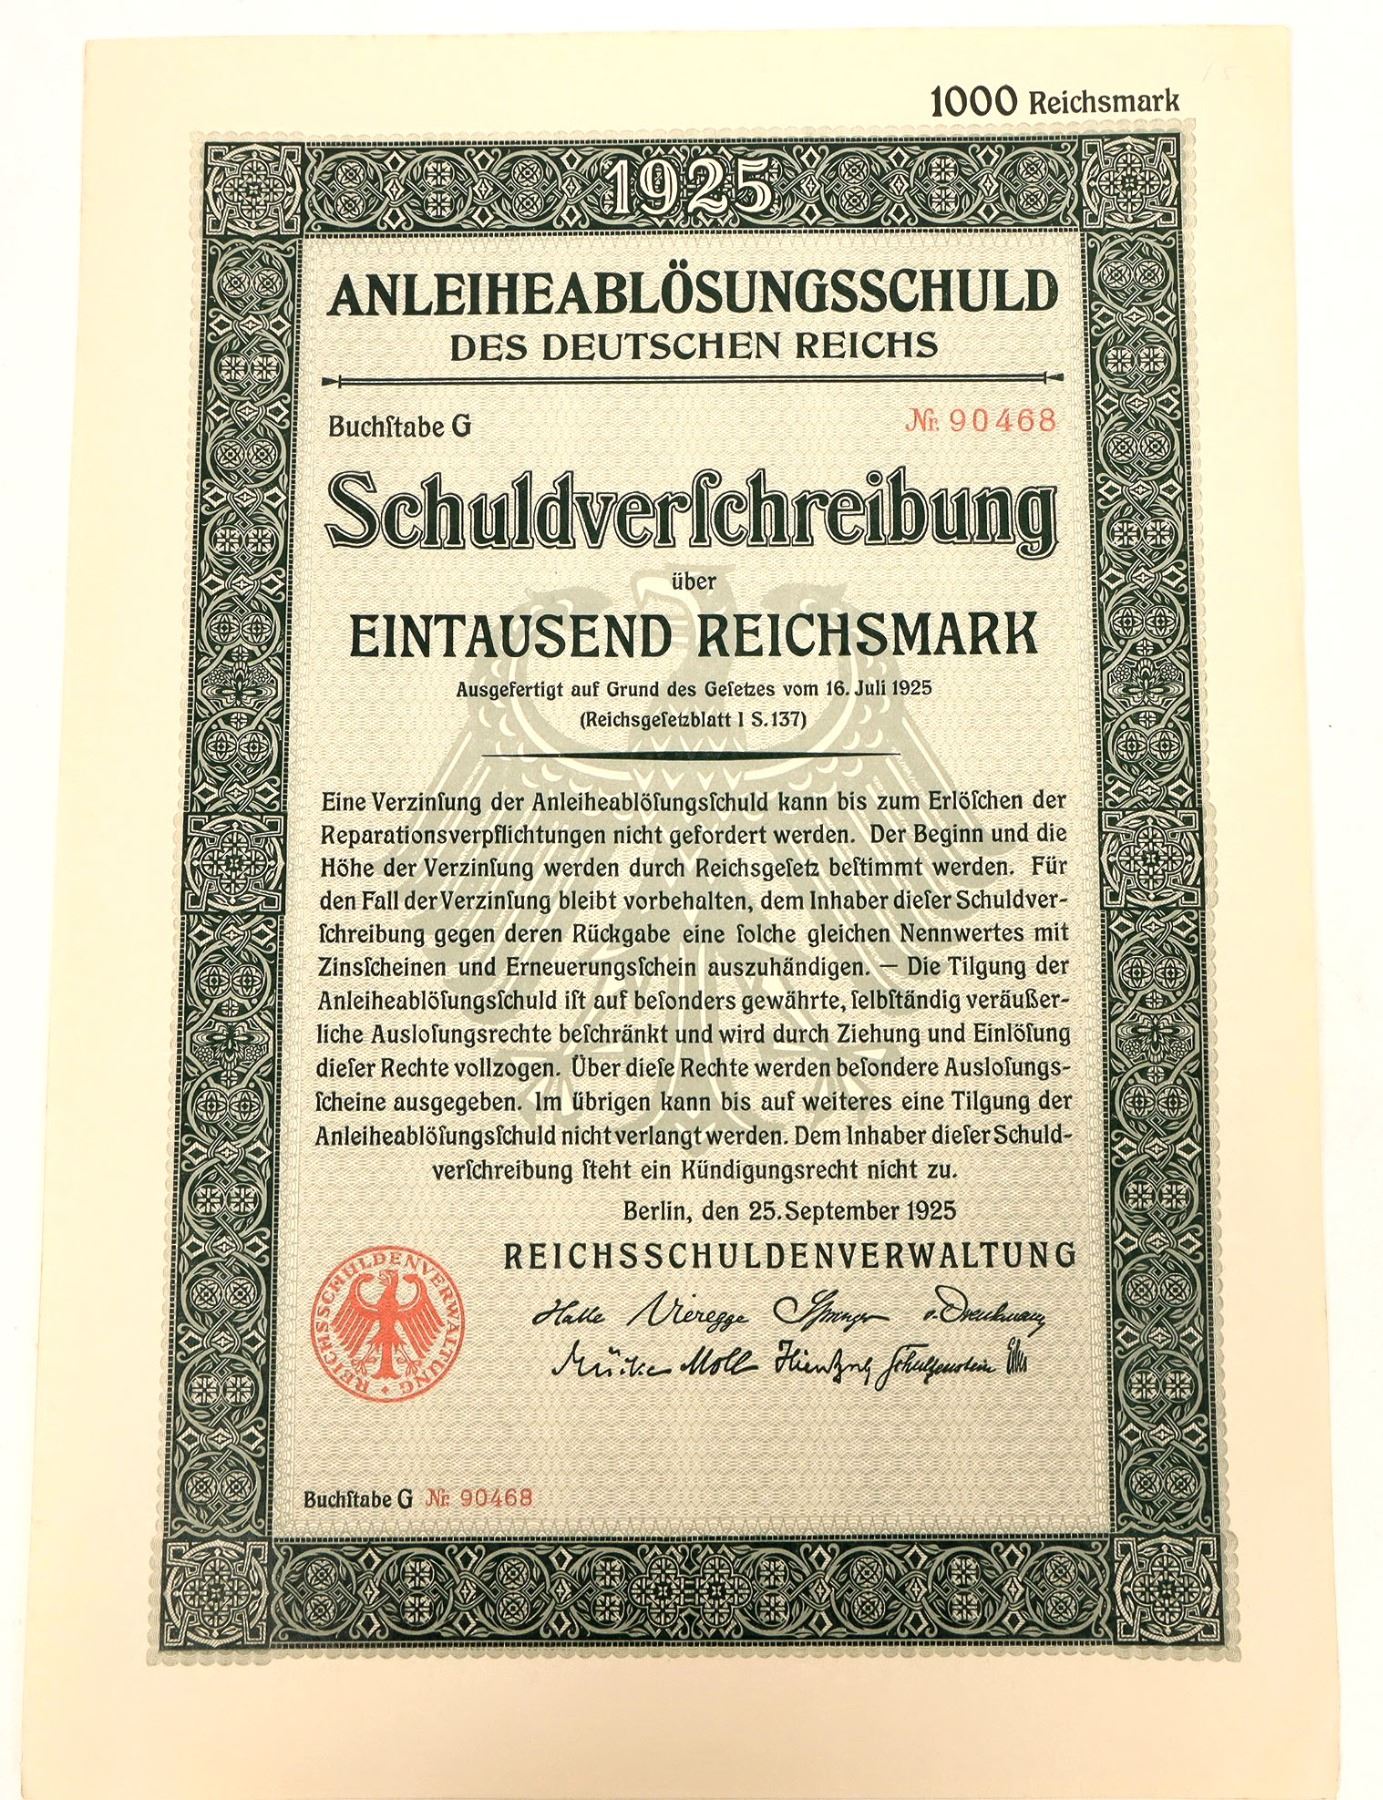 1000 Reichsmark
1925
ANLEIHEABLÖSUNGSSCHULD
DES DEUTSCHEN REICHS
Buchſtabe G Nr. 90468
Schuldverſchreibung
über
EINTAUSEND REICHSMARK
Ausgefertigt auf Grund des Geſetzes vom 16. Juli 1925
(Reichsgeſetzblatt I S. 137)
Eine Verzinſung der Anleiheablöſungsſchuld kann bis zum Erlöſchen der
Reparationsverpflichtungen nicht gefordert werden. Der Beginn und die
Höhe der Verzinſung werden durch Reichsgeſetz beſtimmt werden. Für
den Fall der Verzinſung bleibt vorbehalten, dem Inhaber dieſer Schuldver-
ſchreibung gegen deren Rückgabe eine ſolche gleichen Nennwertes mit
Zinsſcheinen und Erneuerungsſchein auszuhändigen. — Die Tilgung der
Anleiheablöſungsſchuld iſt auf beſonders gewährte, ſelbſtändig veräußer-
liche Ausloſungsrechte beſchränkt und wird durch Ziehung und Einlöſung
dieſer Rechte vollzogen. Über dieſe Rechte werden beſondere Ausloſungs-
ſcheine ausgegeben. Im übrigen kann bis auf weiteres eine Tilgung der
Anleiheablöſungsſchuld nicht verlangt werden. Dem Inhaber dieſer Schuld-
verſchreibung ſteht ein Kündigungsrecht nicht zu.
Berlin, den 25. September 1925
REICHSSCHULDENVERWALTUNG
Halle Vieregge Springer
Mücke Moll
REICHSSCHULDENVERWALTUNG
Buchſtabe G Nr. 90468